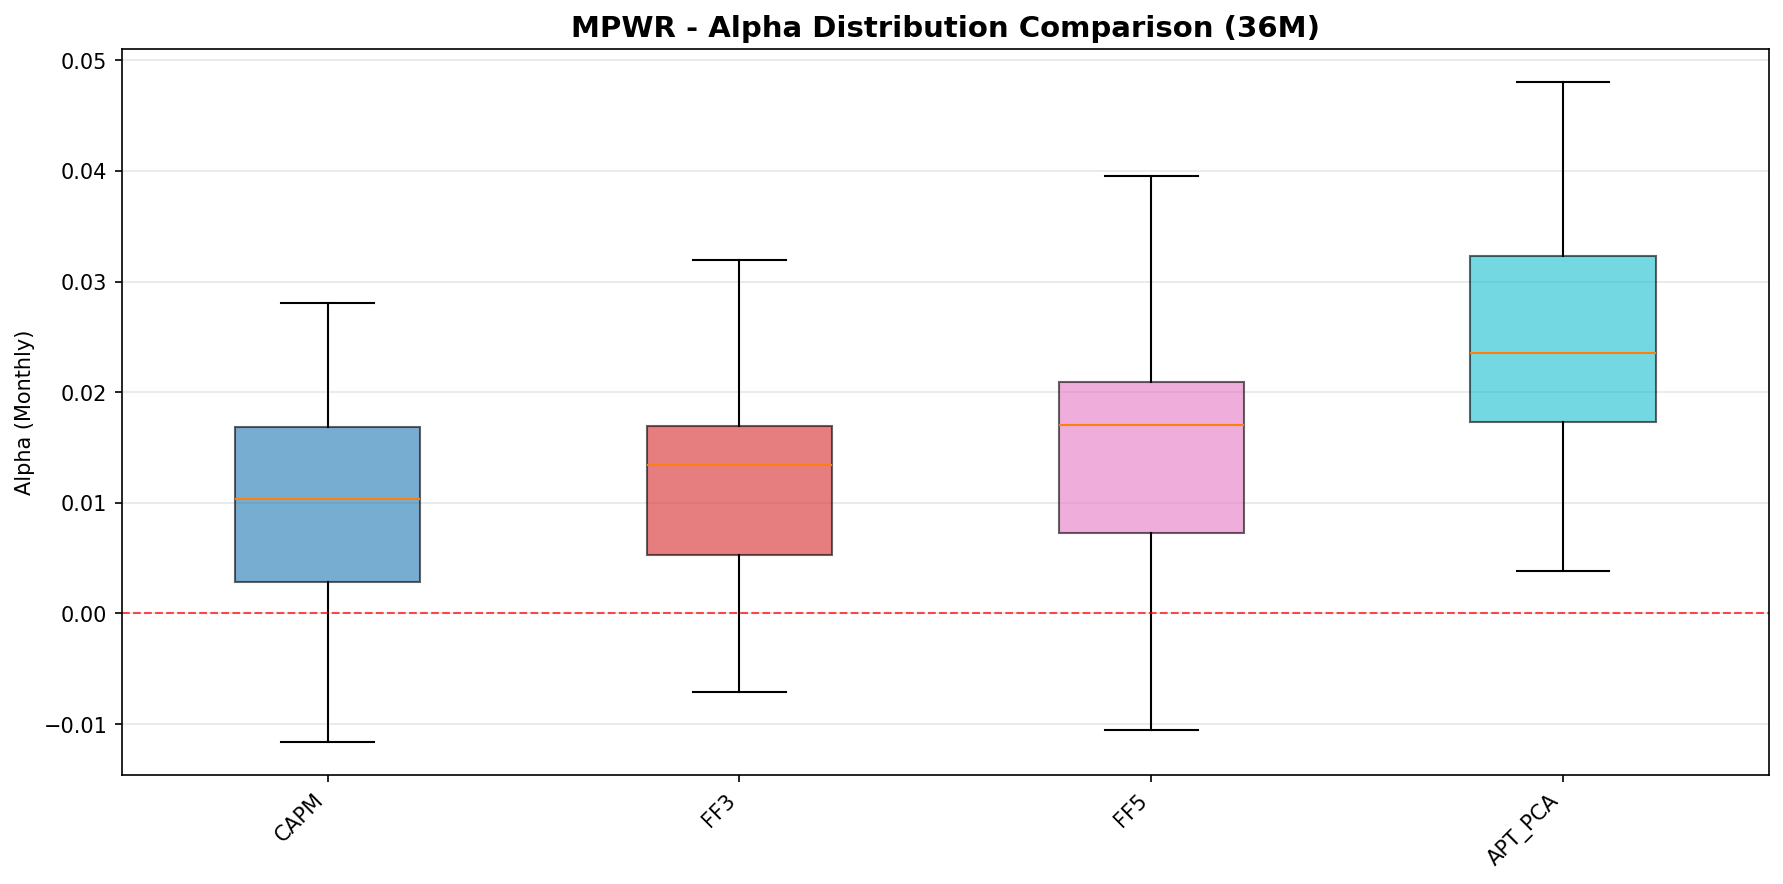 MPWR - Alpha Distribution Comparison (36M)
Alpha (Monthly)
0.05
0.04
0.03
0.02
0.01
0.00
−0.01
CAPM
FF3
FF5
APT_PCA